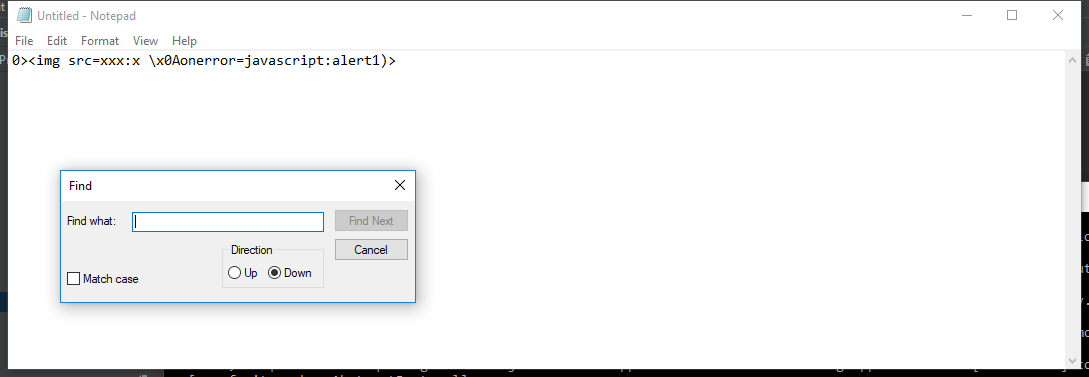 Untitled - Notepad
File Edit Format View Help
0><img src=xxx:x \x0Aonerror=javascript:alert1)>
Find
Find what:
Find Next
Direction
Cancel
Up Down
Match case